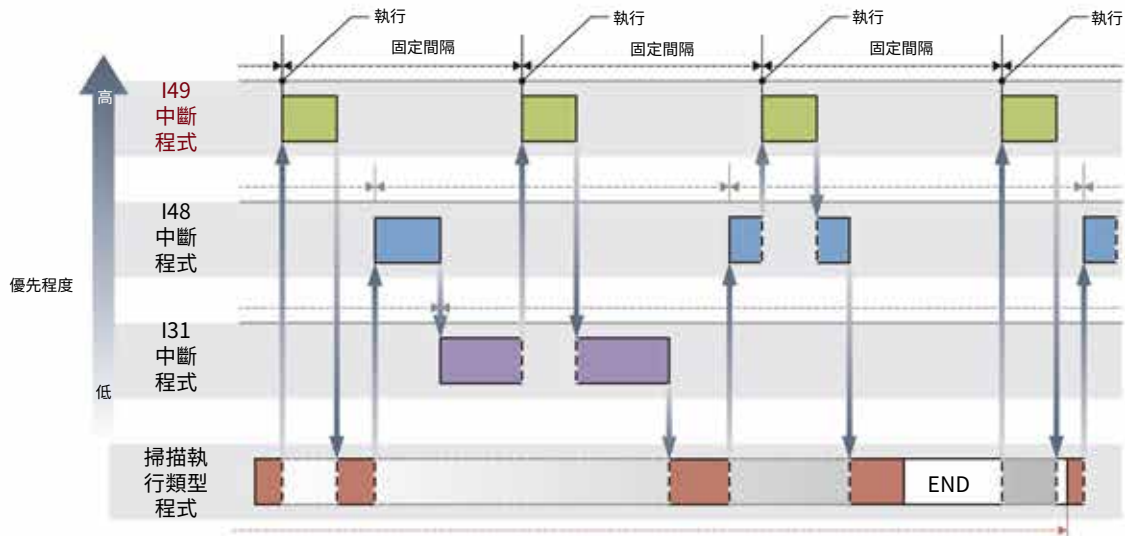 執行
執行
執行
執行
固定間隔
固定間隔
固定間隔
高
I49
中斷
程式
I48
中斷
程式
優先程度
I31
中斷
程式
低
掃描執
行類型
程式
END